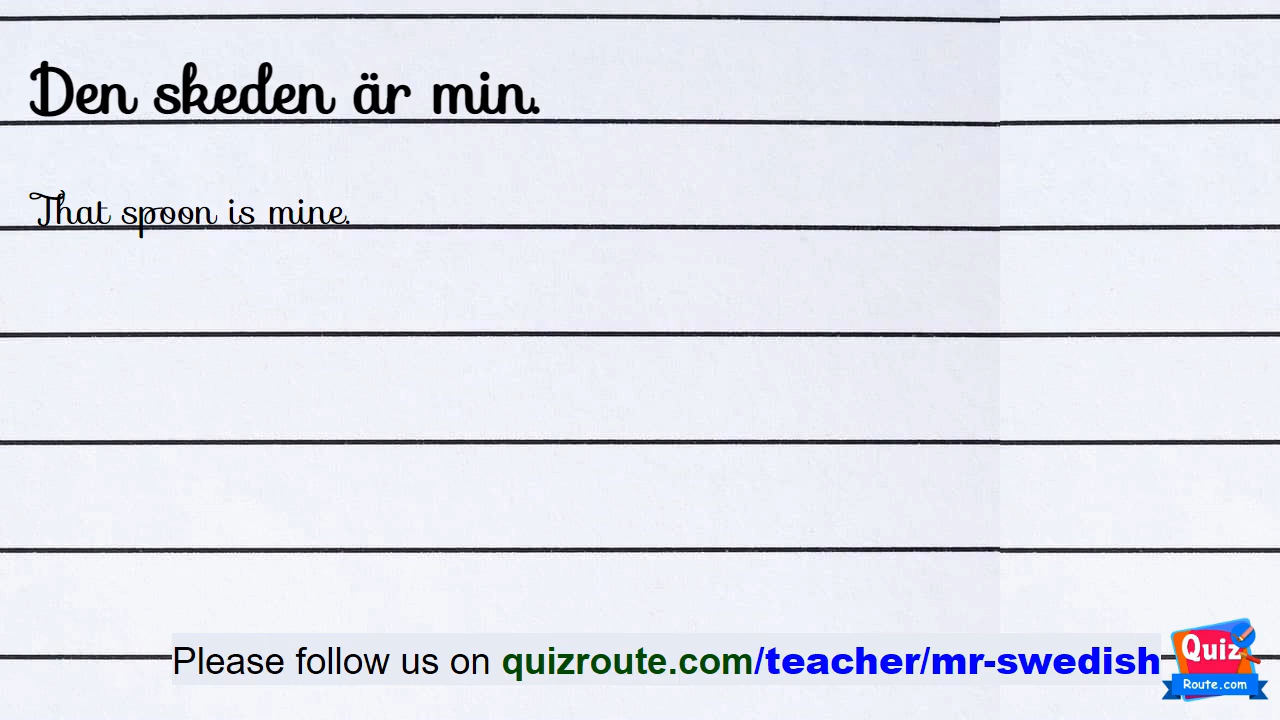 Den skeden är min.
That spoon is mine.
Please follow us on quizroute.com/teacher/mr-swedish
Quiz
Route.com